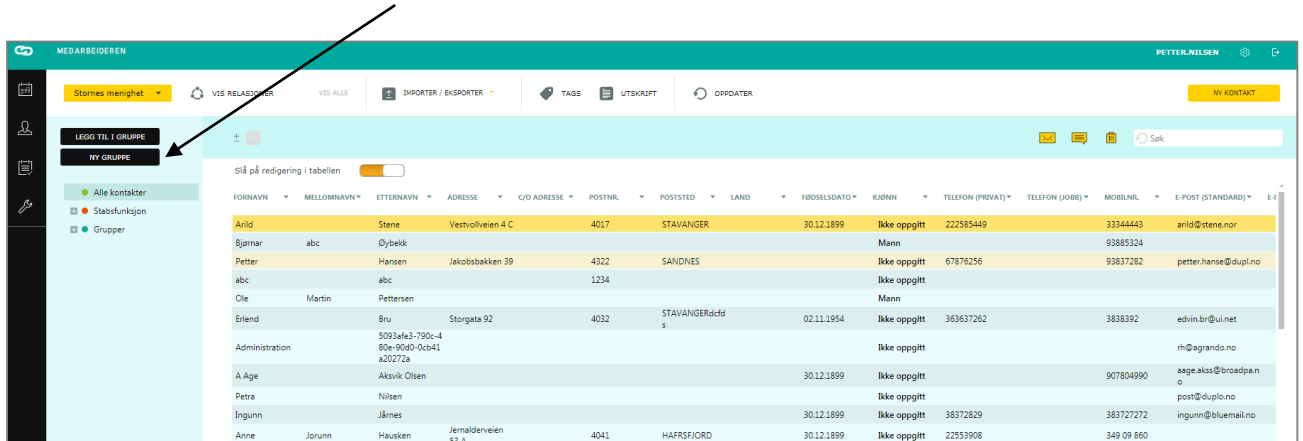 MEDARBEIDEREN PETTER.NILSEN
Stornes menighet VIS RELASJONER VIS ALLE IMPORTER / EKSPORTER TAGS UTSKRIFT OPPDATER NY KONTAKT
LEGG TIL I GRUPPE
NY GRUPPE
Alle kontakter
Stabsfunksjon
Grupper
Søk
Slå på redigering i tabellen
FORNAVN MELLOMNAVN ETTERNAVN ADRESSE C/O ADRESSE POSTNR. POSTSTED LAND FØDSELSDATO KJØNN TELEFON (PRIVAT) TELEFON (JOBB) MOBILNR. E-POST (STANDARD)
Arild Stene Vestvollveien 4 C 4017 STAVANGER 30.12.1899 Ikke oppgitt 222585449 33344443 arild@stene.nor
Bjørnar abc Øybekk Mann 93885324
Petter Hansen Jakobsbakken 39 4322 SANDNES Ikke oppgitt 67876256 93837282 petter.hanse@dupl.no
abc abc 1234 Ikke oppgitt
Ole Martin Pettersen Mann
Erlend Bru Storgata 92 4032 STAVANGERdcfd 02.11.1954 Ikke oppgitt 363637262 3838392 edvin.br@ui.net
s
5093afe3-790c-4
Administration 80e-90d0-0cb41 Ikke oppgitt rh@agrando.no
a20272a
A Age Aksvik Olsen 30.12.1899 Ikke oppgitt 907804990 aage.akss@broadpa.n
o
Petra Nilsen Ikke oppgitt post@duplo.no
Ingunn Jårnes 30.12.1899 Ikke oppgitt 38372829 383727272 ingunn@bluemail.no
Anne Jorunn Hausken Jernalderveien 4041 HAFRSFJORD 30.12.1899 Ikke oppgitt 22553908 349 09 860